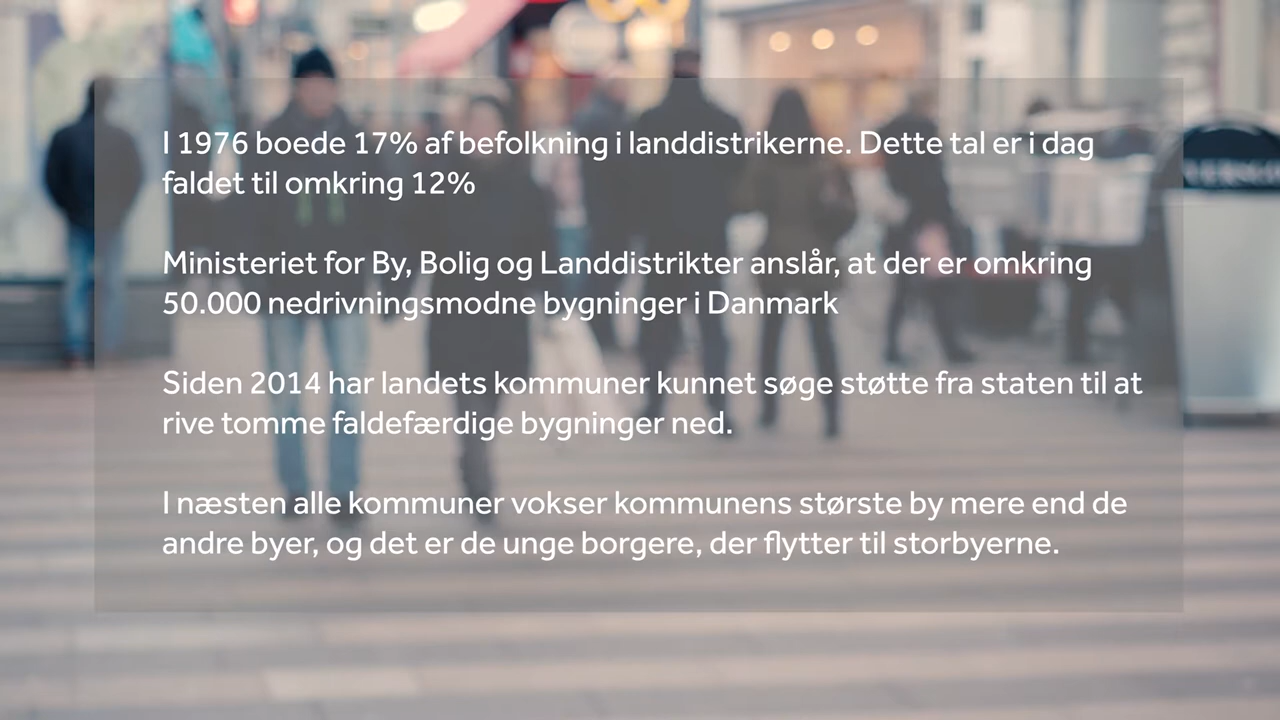 I 1976 boede 17% af befolkning i landdistrikerne. Dette tal er i dag
faldet til omkring 12%
Ministeriet for By, Bolig og Landdistrikter anslår, at der er omkring
50.000 nedrivningsmodne bygninger i Danmark
Siden 2014 har landets kommuner kunnet søge støtte fra staten til at
rive tomme faldefærdige bygninger ned.
I næsten alle kommuner vokser kommunens største by mere end de
andre byer, og det er de unge borgere, der flytter til storbyerne.